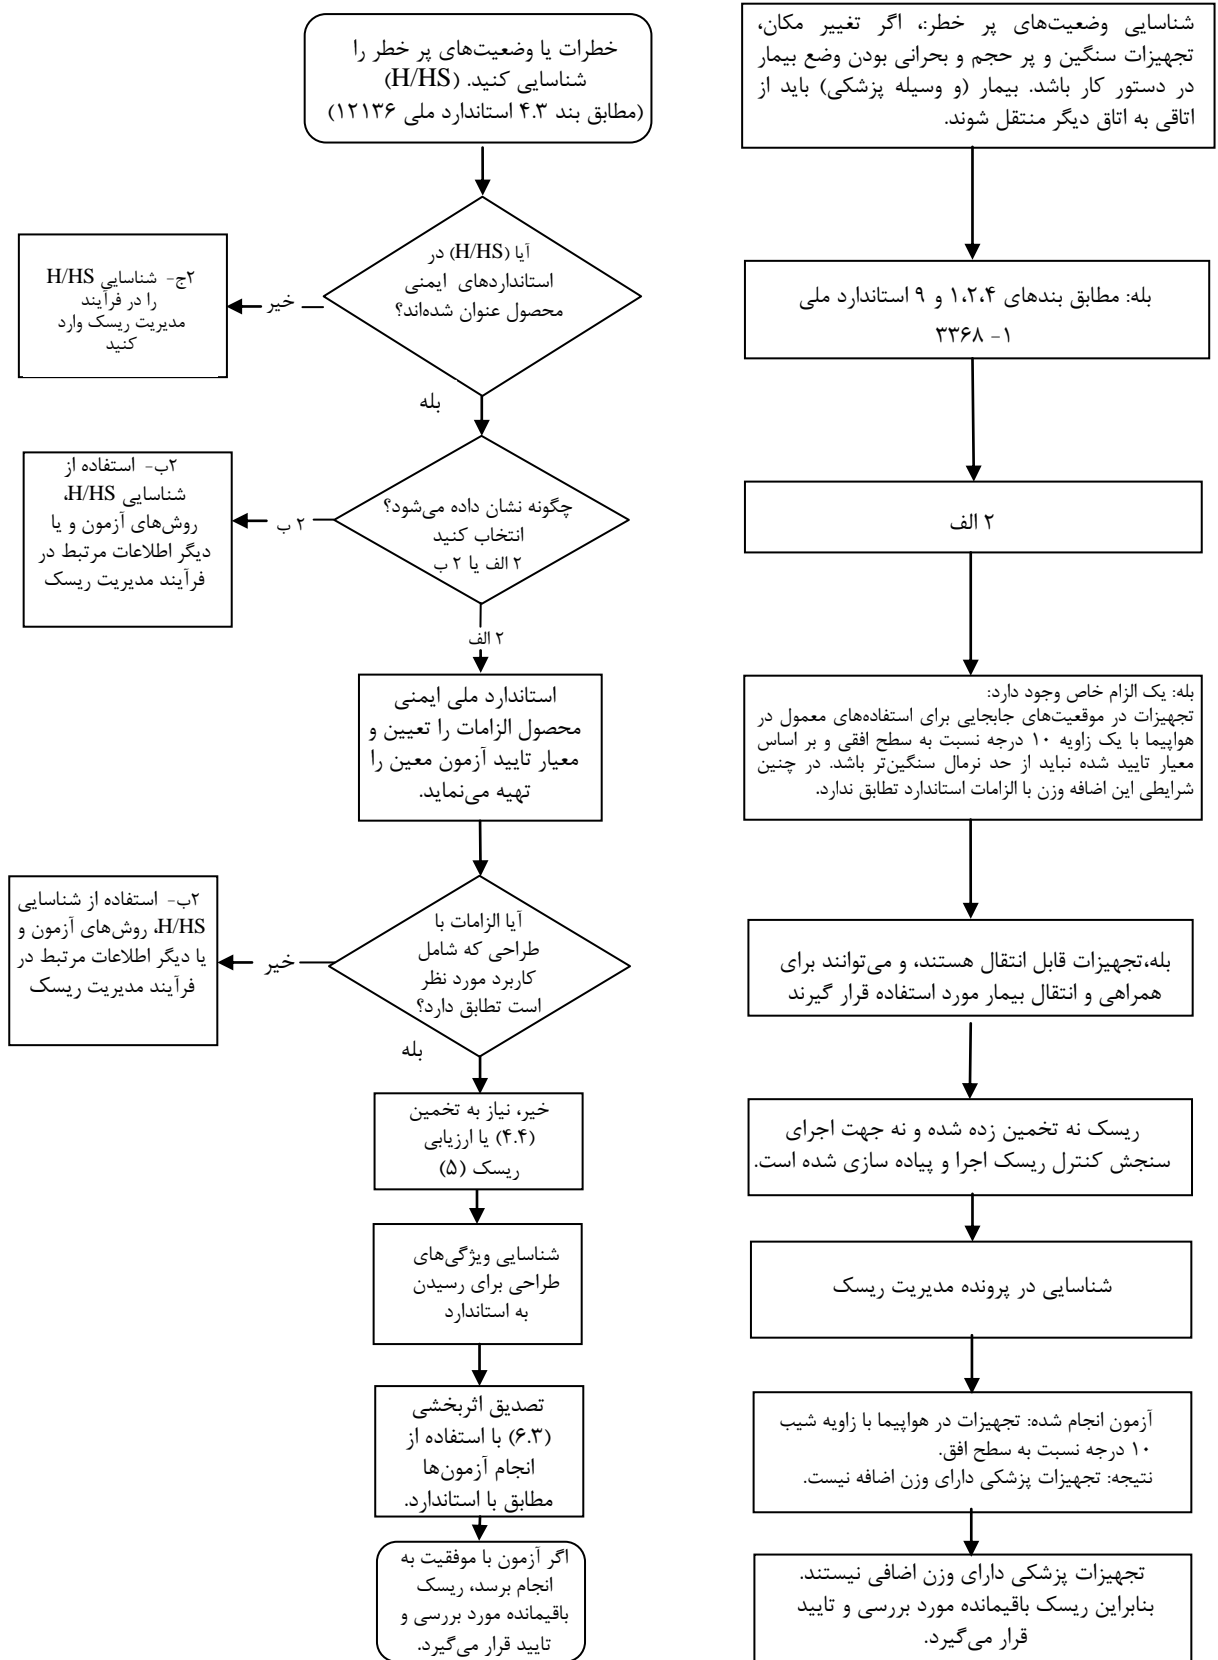 خطرات یا وضعیت‌های پر خطر را
شناسایی کنید. (H/HS)
(مطابق بند ۴.۳ استاندارد ملی ۱۲۱۳۶)
آیا (H/HS) در
استانداردهای ایمنی
محصول عنوان شده‌اند؟
خیر
۲ج- شناسایی H/HS
را در فرآیند
مدیریت ریسک وارد
کنید
بله
چگونه نشان داده می‌شود؟
انتخاب کنید
۲ الف یا ۲ ب
۲ ب
۲ب- استفاده از
شناسایی H/HS،
روش‌های آزمون و یا
دیگر اطلاعات مرتبط در
فرآیند مدیریت ریسک
۲ الف
استاندارد ملی ایمنی
محصول الزامات را تعیین و
معیار تایید آزمون معین را
تهیه می‌نماید.
آیا الزامات با
طراحی که شامل
کاربرد مورد نظر
است تطابق دارد؟
خیر
۲ب- استفاده از شناسایی
H/HS، روش‌های آزمون و
یا دیگر اطلاعات مرتبط در
فرآیند مدیریت ریسک
بله
خیر، نیاز به تخمین
(۴.۴) یا ارزیابی
ریسک (۵)
شناسایی ویژگی‌های
طراحی برای رسیدن
به استاندارد
تصدیق اثربخشی
(۶.۳) با استفاده از
انجام آزمون‌ها
مطابق با استاندارد.
اگر آزمون با موفقیت به
انجام برسد، ریسک
باقیمانده مورد بررسی و
تایید قرار می‌گیرد.
شناسایی وضعیت‌های پر خطر:، اگر تغییر مکان،
تجهیزات سنگین و پر حجم و بحرانی بودن وضع بیمار
در دستور کار باشد. بیمار (و وسیله پزشکی) باید از
اتاقی به اتاق دیگر منتقل شوند.
بله: مطابق بندهای ۱،۲،۴ و ۹ استاندارد ملی
۳۳۶۸ -۱
۲ الف
بله: یک الزام خاص وجود دارد:
تجهیزات در موقعیت‌های جابجایی برای استفاده‌های معمول در
هواپیما با یک زاویه ۱۰ درجه نسبت به سطح افقی و بر اساس
معیار تایید شده نباید از حد نرمال سنگین‌تر باشد. در چنین
شرایطی این اضافه وزن با الزامات استاندارد تطابق ندارد.
بله،تجهیزات قابل انتقال هستند، و می‌توانند برای
همراهی و انتقال بیمار مورد استفاده قرار گیرند
ریسک نه تخمین زده شده و نه جهت اجرای
سنجش کنترل ریسک اجرا و پیاده سازی شده است.
شناسایی در پرونده مدیریت ریسک
آزمون انجام شده: تجهیزات در هواپیما با زاویه شیب
۱۰ درجه نسبت به سطح افق.
نتیجه: تجهیزات پزشکی دارای وزن اضافه نیست.
تجهیزات پزشکی دارای وزن اضافی نیستند.
بنابراین ریسک باقیمانده مورد بررسی و تایید
قرار می‌گیرد.